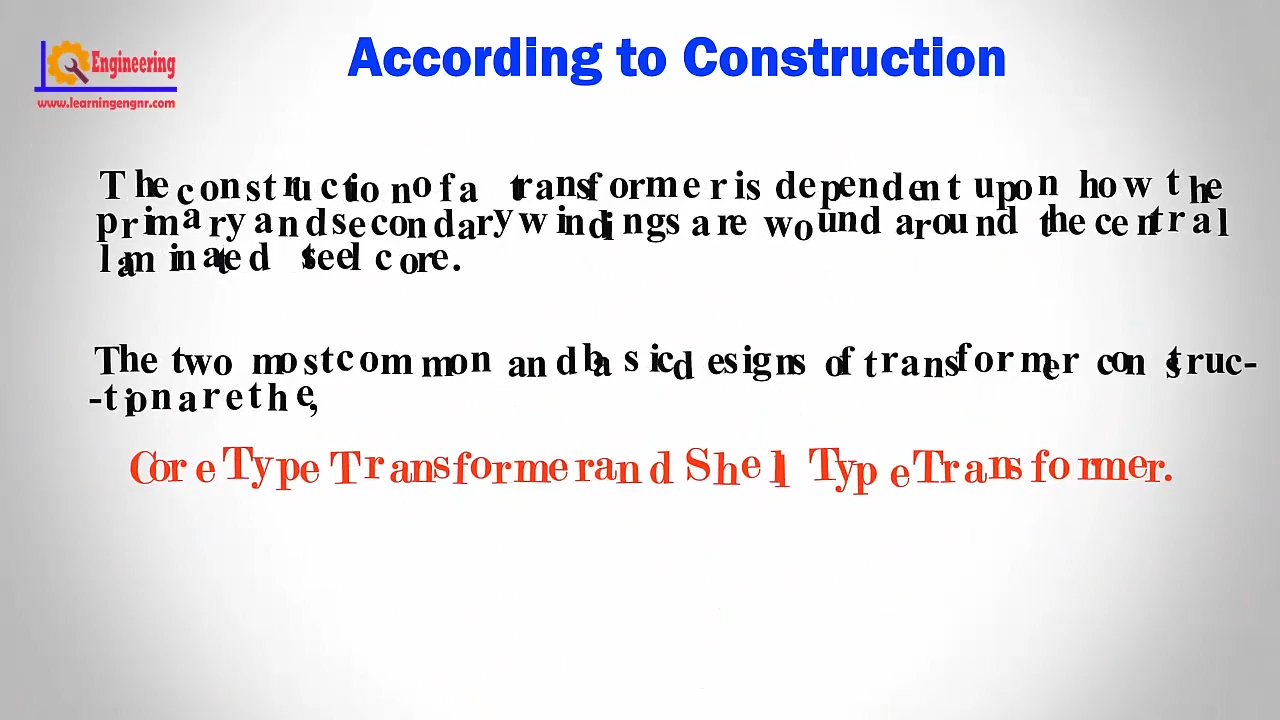 According to Construction
Engineering
www.learningengnr.com
The construction of a transformer is dependent upon how the
primary and secondary windings are wound around the central
laminated steel core.
The two most common and basic designs of transformer construc-
-tion are the,
Core Type Transformer and Shell Type Transformer.